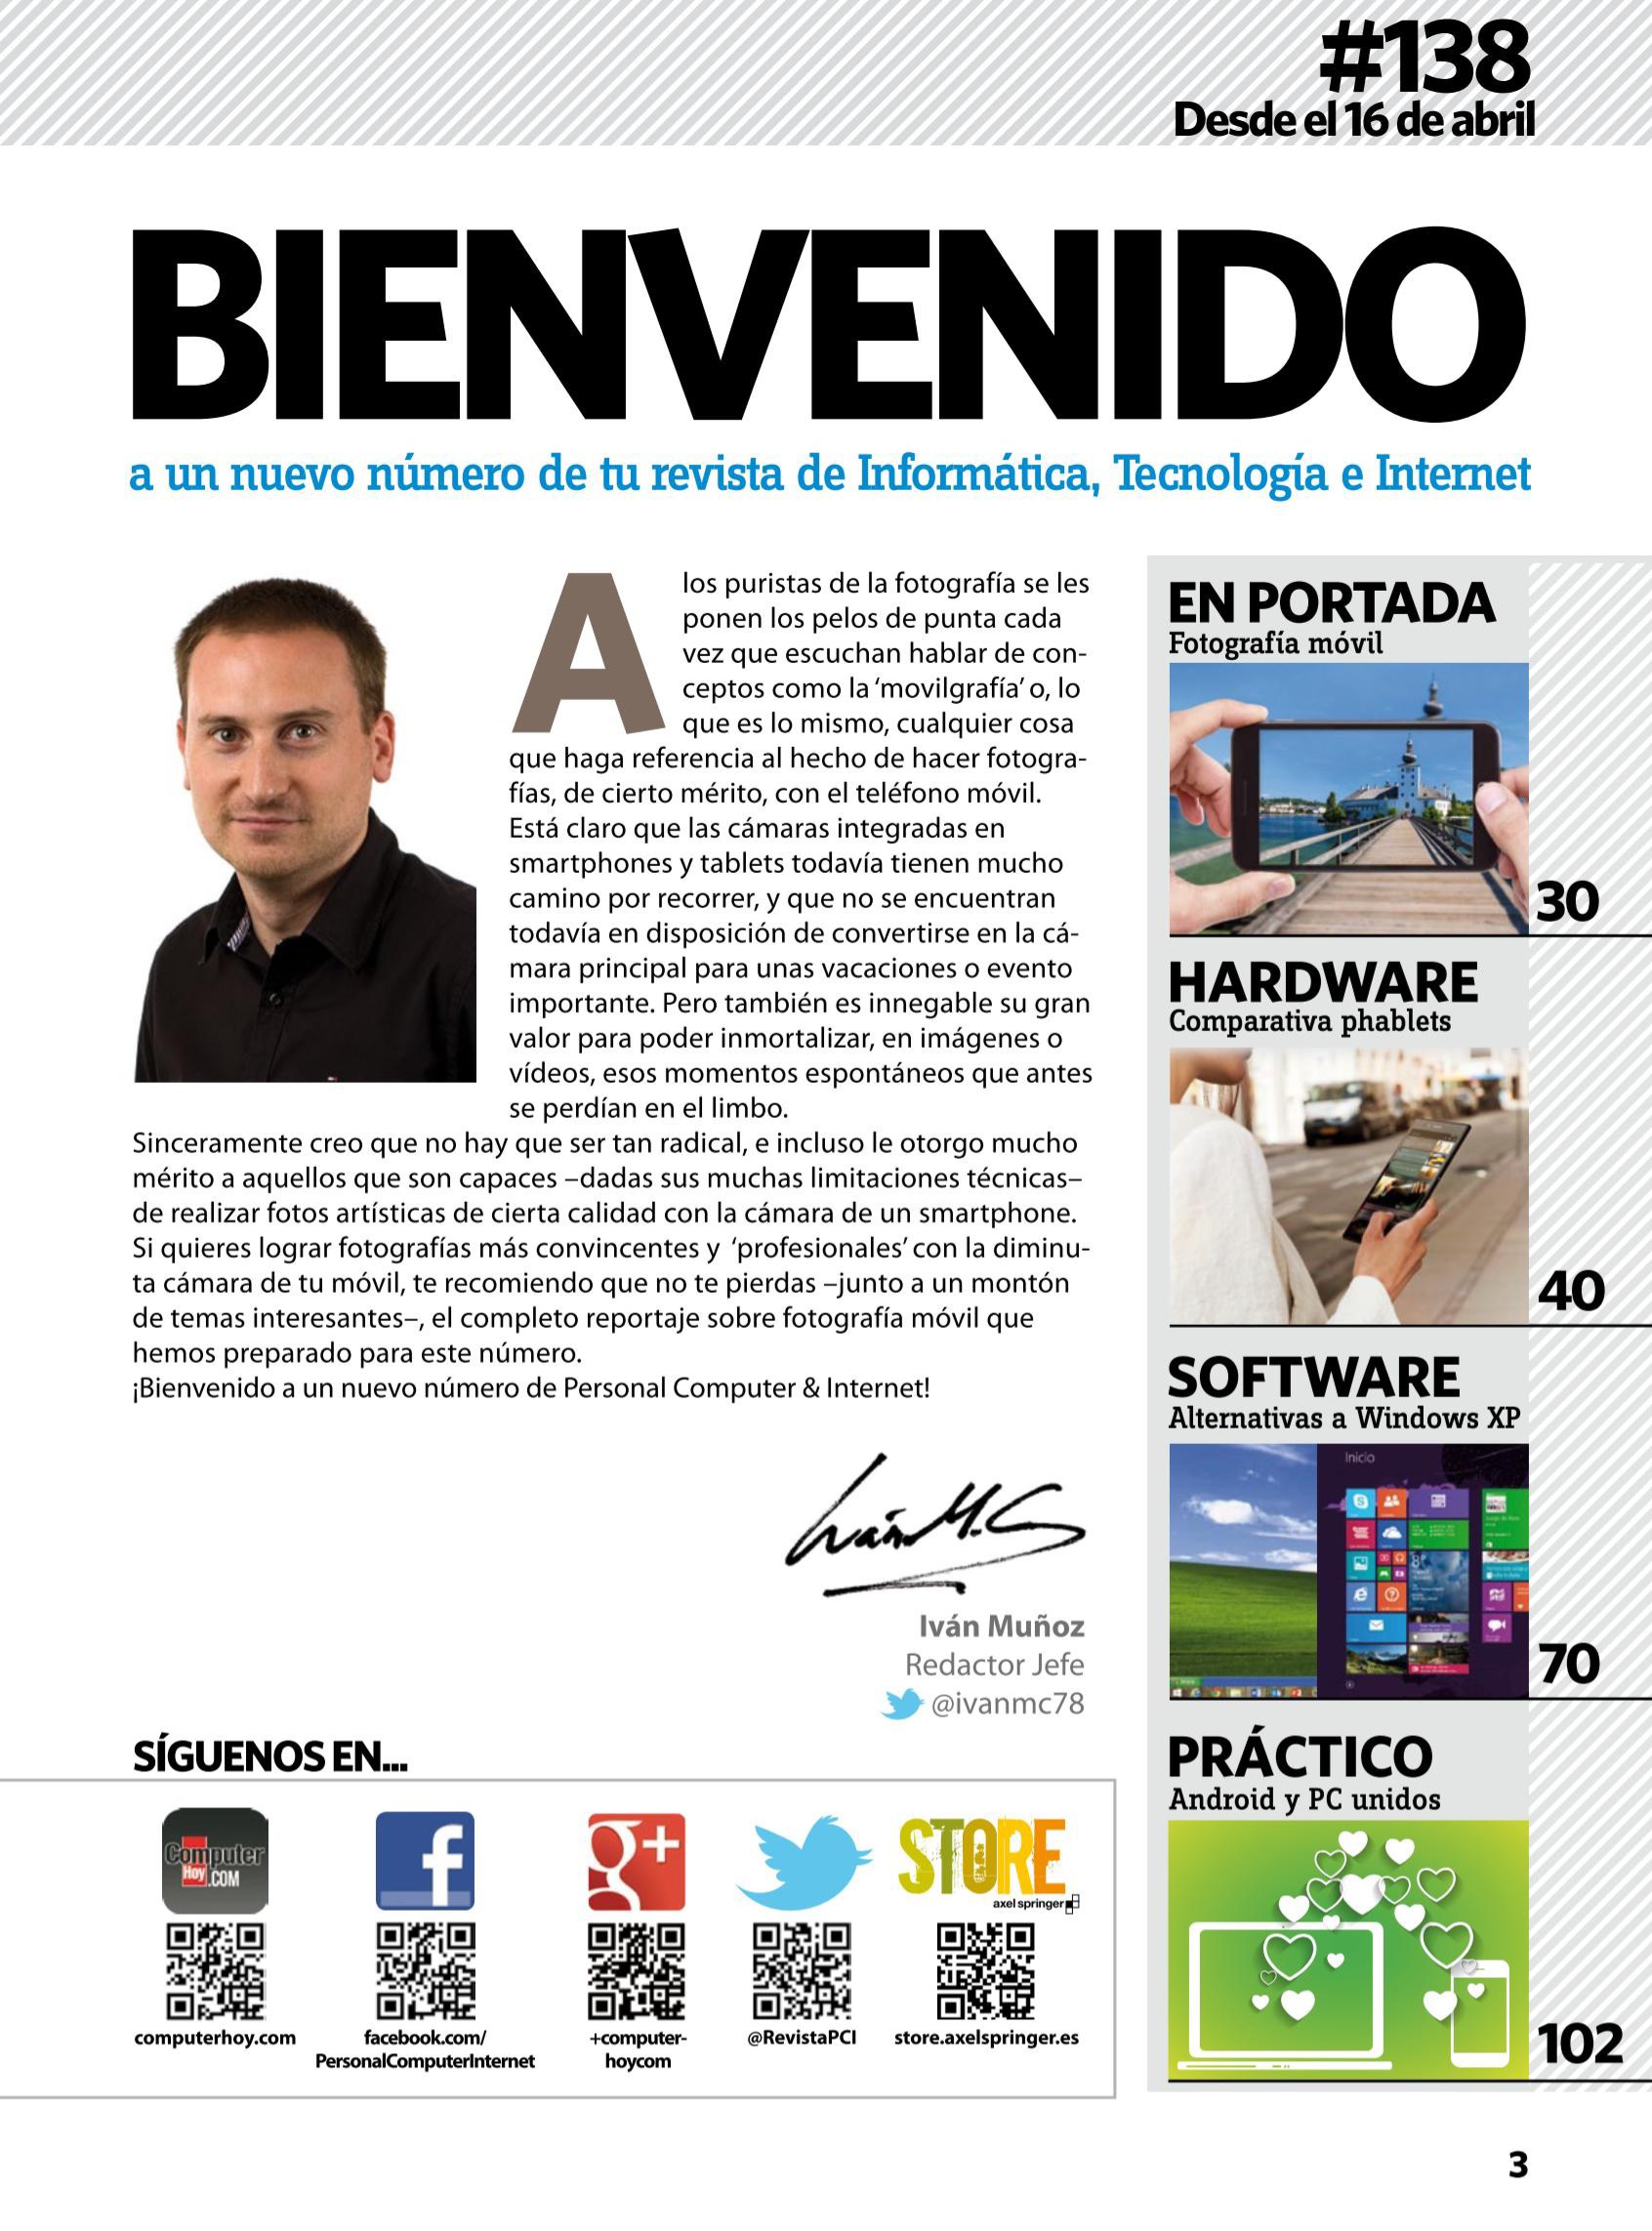 #138
Desde el 16 de abril
BIENVENIDO
a un nuevo número de tu revista de Informática, Tecnología e Internet
A los puristas de la fotografía se les
ponen los pelos de punta cada
vez que escuchan hablar de con-
ceptos como la ‘movilgrafía’ o, lo
que es lo mismo, cualquier cosa
que haga referencia al hecho de hacer fotogra-
fías, de cierto mérito, con el teléfono móvil.
Está claro que las cámaras integradas en
smartphones y tablets todavía tienen mucho
camino por recorrer, y que no se encuentran
todavía en disposición de convertirse en la cá-
mara principal para unas vacaciones o evento
importante. Pero también es innegable su gran
valor para poder inmortalizar, en imágenes o
vídeos, esos momentos espontáneos que antes
se perdían en el limbo.
Sinceramente creo que no hay que ser tan radical, e incluso le otorgo mucho
mérito a aquellos que son capaces –dadas sus muchas limitaciones técnicas–
de realizar fotos artísticas de cierta calidad con la cámara de un smartphone.
Si quieres lograr fotografías más convincentes y ‘profesionales’ con la diminu-
ta cámara de tu móvil, te recomiendo que no te pierdas –junto a un montón
de temas interesantes–, el completo reportaje sobre fotografía móvil que
hemos preparado para este número.
¡Bienvenido a un nuevo número de Personal Computer & Internet!
Iván M.C
Iván Muñoz
Redactor Jefe
@ivanmc78
SÍGUENOS EN...
Computer
Hoy.COM
f
g+
STORE
axel springer
computerhoy.com
facebook.com/
PersonalComputerInternet
+computer-
hoycom
@RevistaPCI
store.axelspringer.es
EN PORTADA
Fotografía móvil
30
HARDWARE
Comparativa phablets
40
SOFTWARE
Alternativas a Windows XP
Inicio
70
PRÁCTICO
Android y PC unidos
102
3